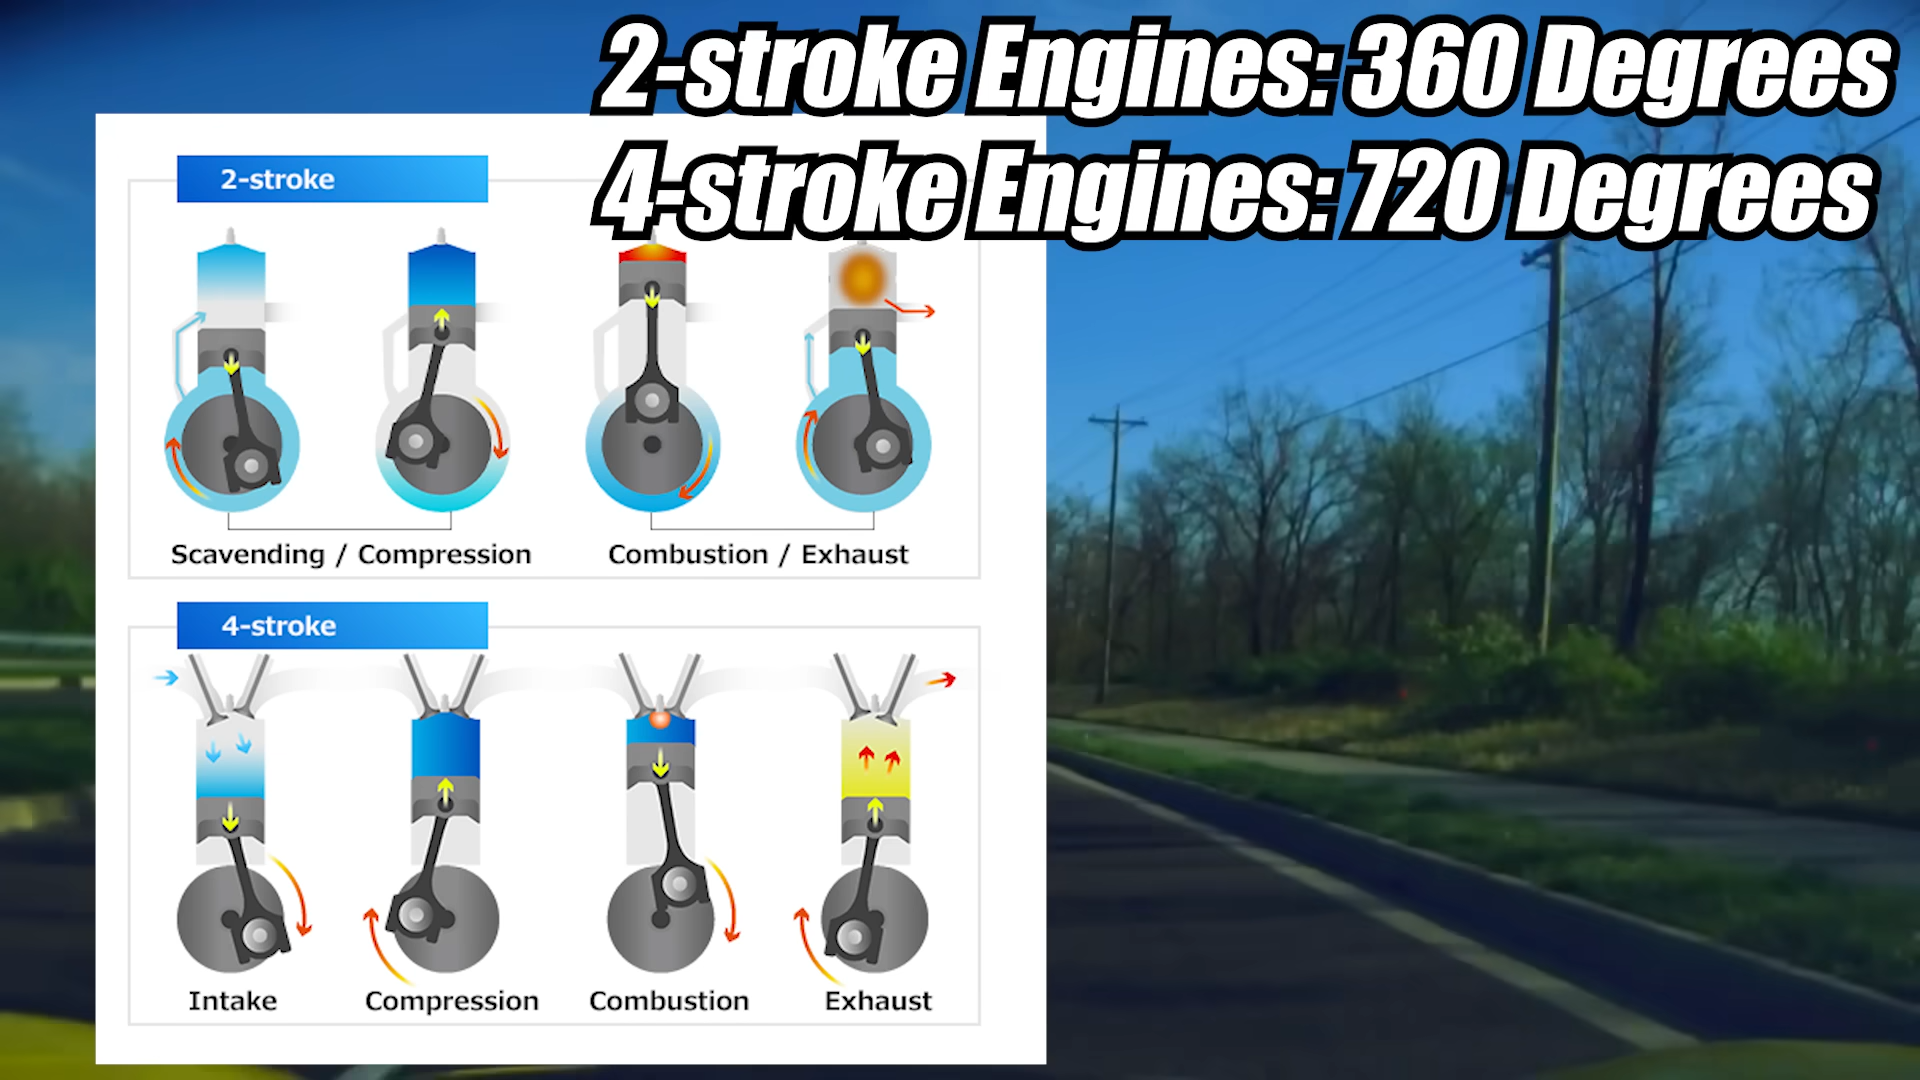 2-stroke Engines: 360 Degrees
4-stroke Engines: 720 Degrees
2-stroke
Scavending / Compression
Combustion / Exhaust
4-stroke
Intake
Compression
Combustion
Exhaust